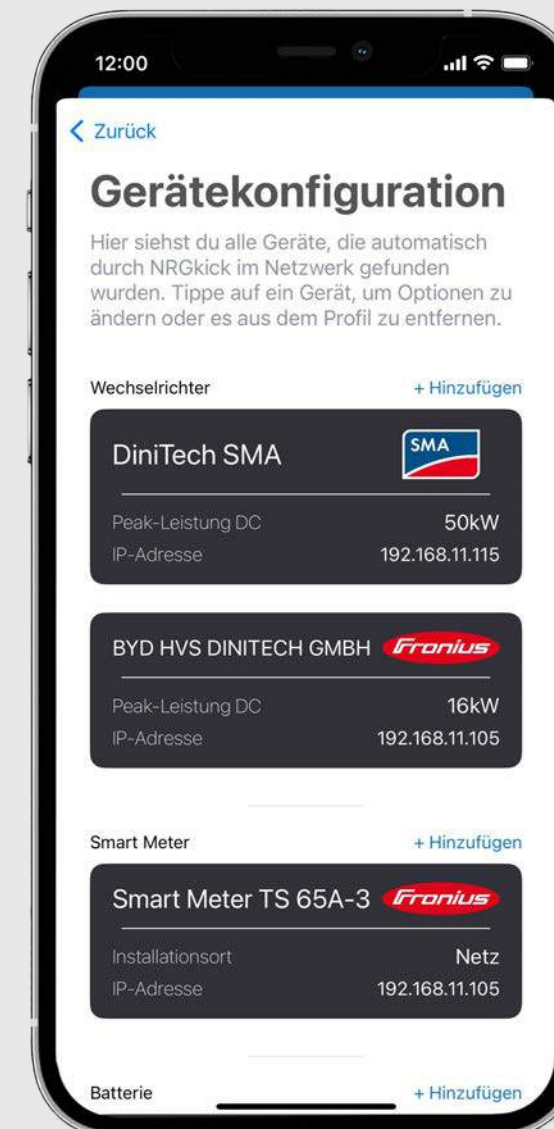 12:00
Zurück
Gerätekonfiguration
Hier siehst du alle Geräte, die automatisch
durch NRGkick im Netzwerk gefunden
wurden. Tippe auf ein Gerät, um Optionen zu
ändern oder es aus dem Profil zu entfernen.
Wechselrichter + Hinzufügen
DiniTech SMA SMA
Peak-Leistung DC 50kW
IP-Adresse 192.168.11.115
BYD HVS DINITECH GMBH Fronius
Peak-Leistung DC 16kW
IP-Adresse 192.168.11.105
Smart Meter + Hinzufügen
Smart Meter TS 65A-3 Fronius
Installationsort Netz
IP-Adresse 192.168.11.105
Batterie + Hinzufügen